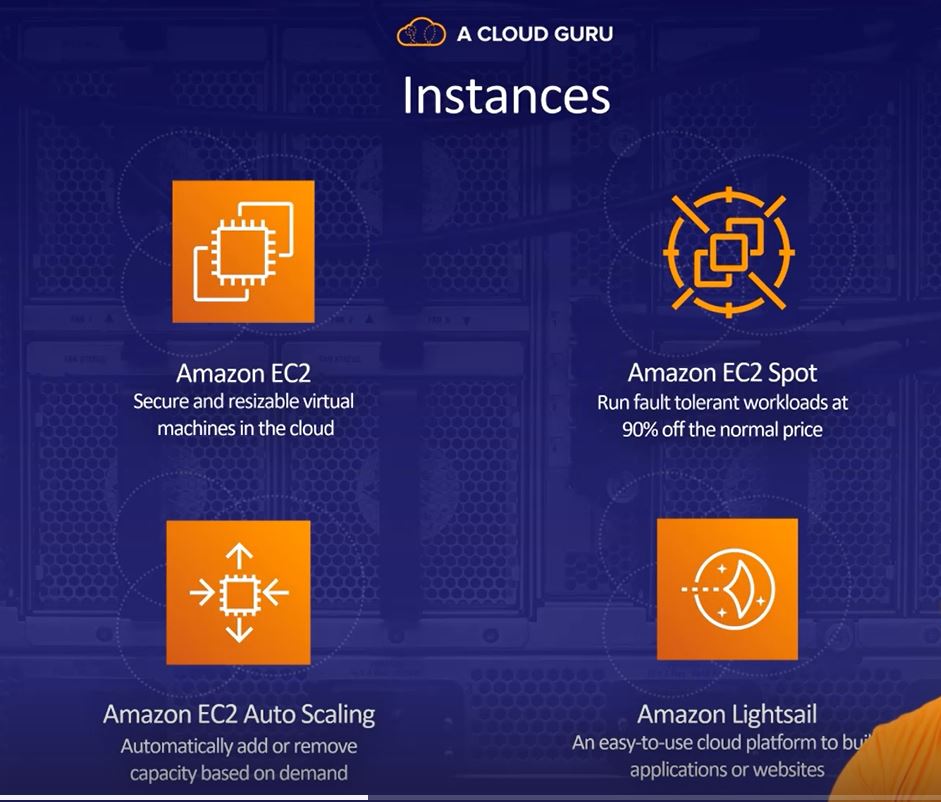 A CLOUD GURU
Instances
Amazon EC2
Secure and resizable virtual
machines in the cloud
Amazon EC2 Spot
Run fault tolerant workloads at
90% off the normal price
Amazon EC2 Auto Scaling
Automatically add or remove
capacity based on demand
Amazon Lightsail
An easy-to-use cloud platform to
applications or websites